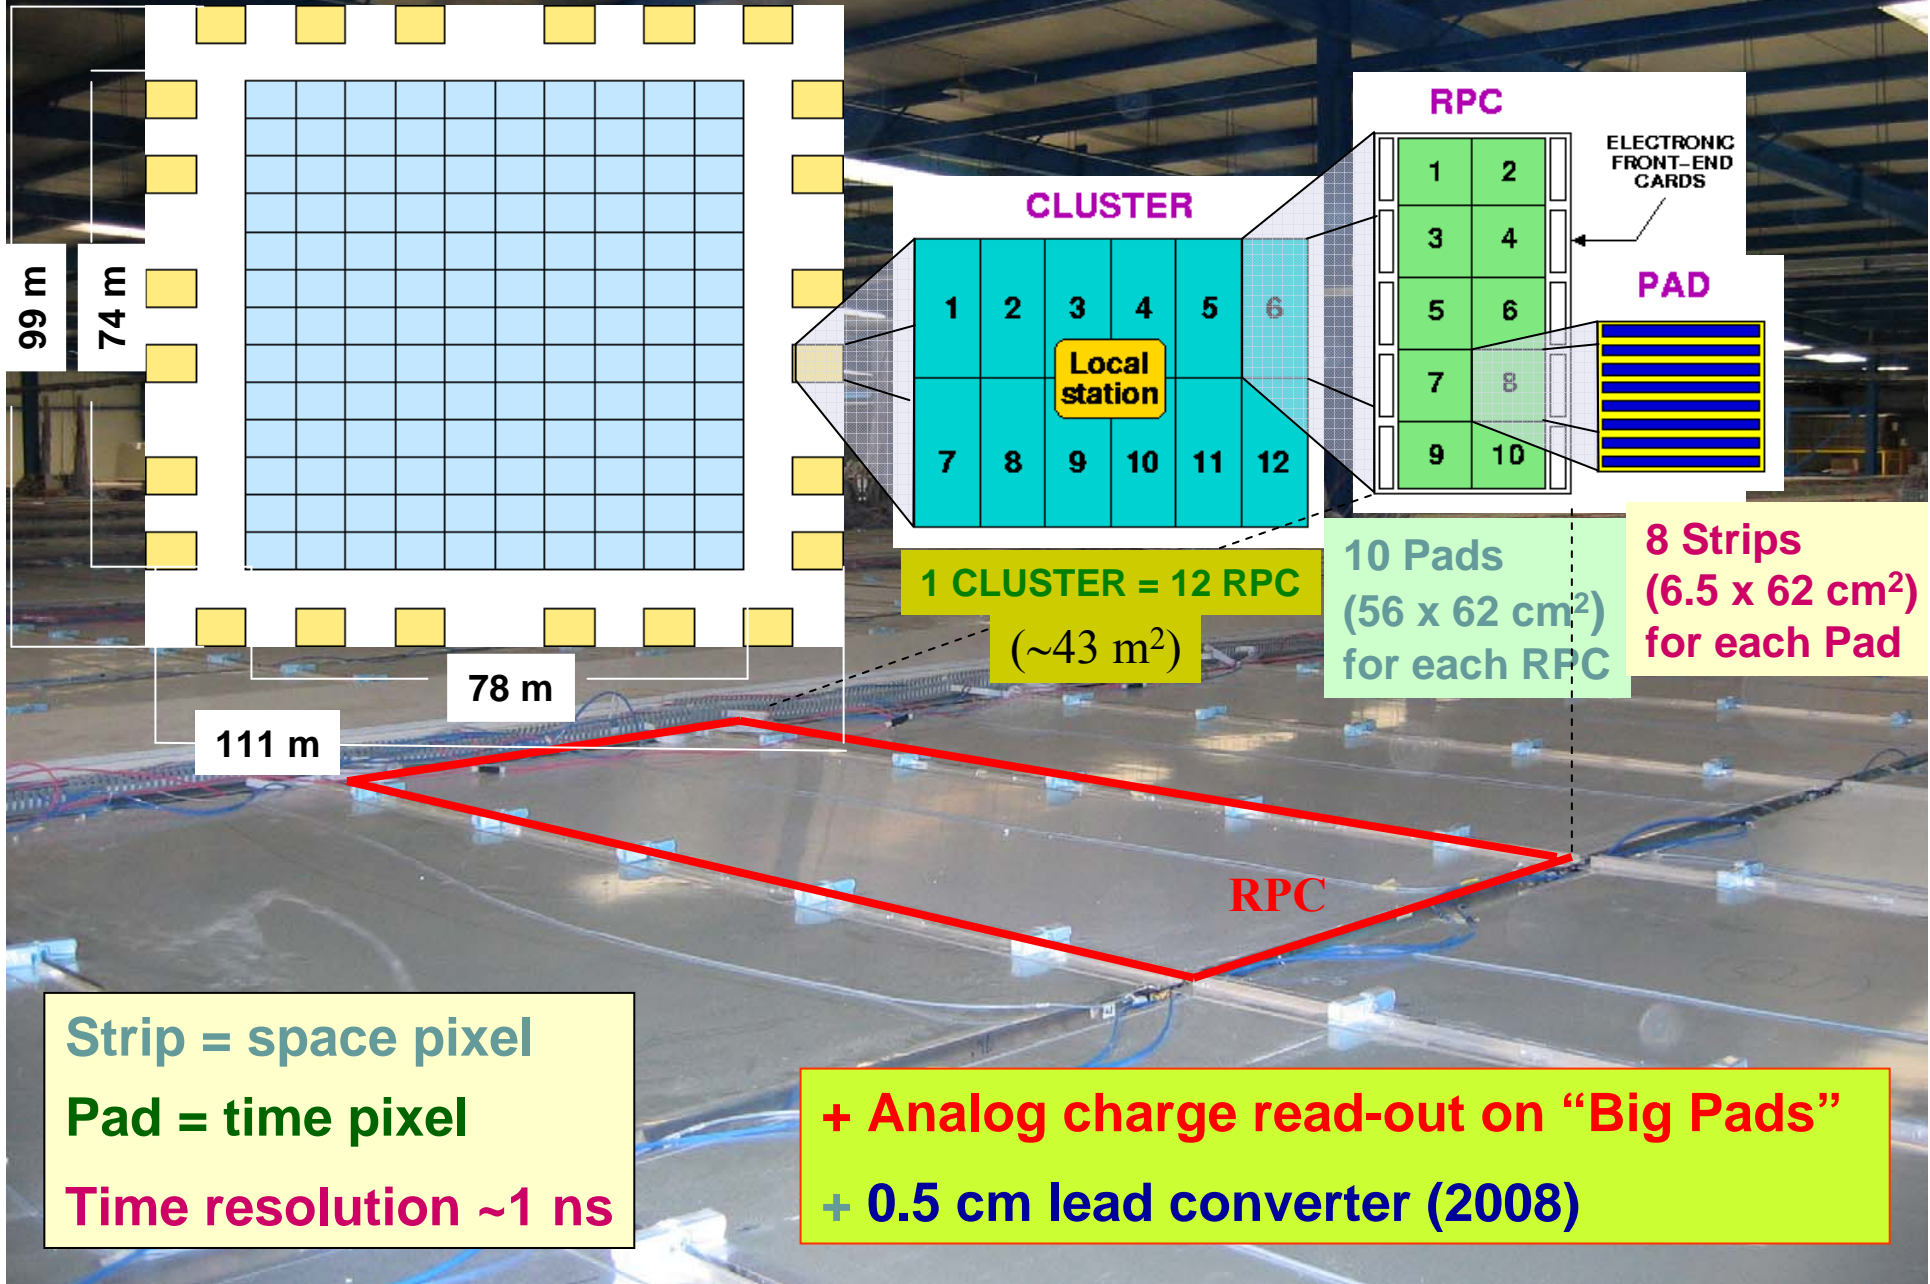 99 m
74 m
78 m
111 m
CLUSTER
1 2 3 4 5 6
Local
station
7 8 9 10 11 12
1 CLUSTER = 12 RPC
(~43 m²)
RPC
1 2
3 4
5 6
7 8
9 10
ELECTRONIC
FRONT-END
CARDS
PAD
10 Pads
(56 x 62 cm²)
for each RPC
8 Strips
(6.5 x 62 cm²)
for each Pad
RPC
Strip = space pixel
Pad = time pixel
Time resolution ~1 ns
+ Analog charge read-out on “Big Pads”
+ 0.5 cm lead converter (2008)